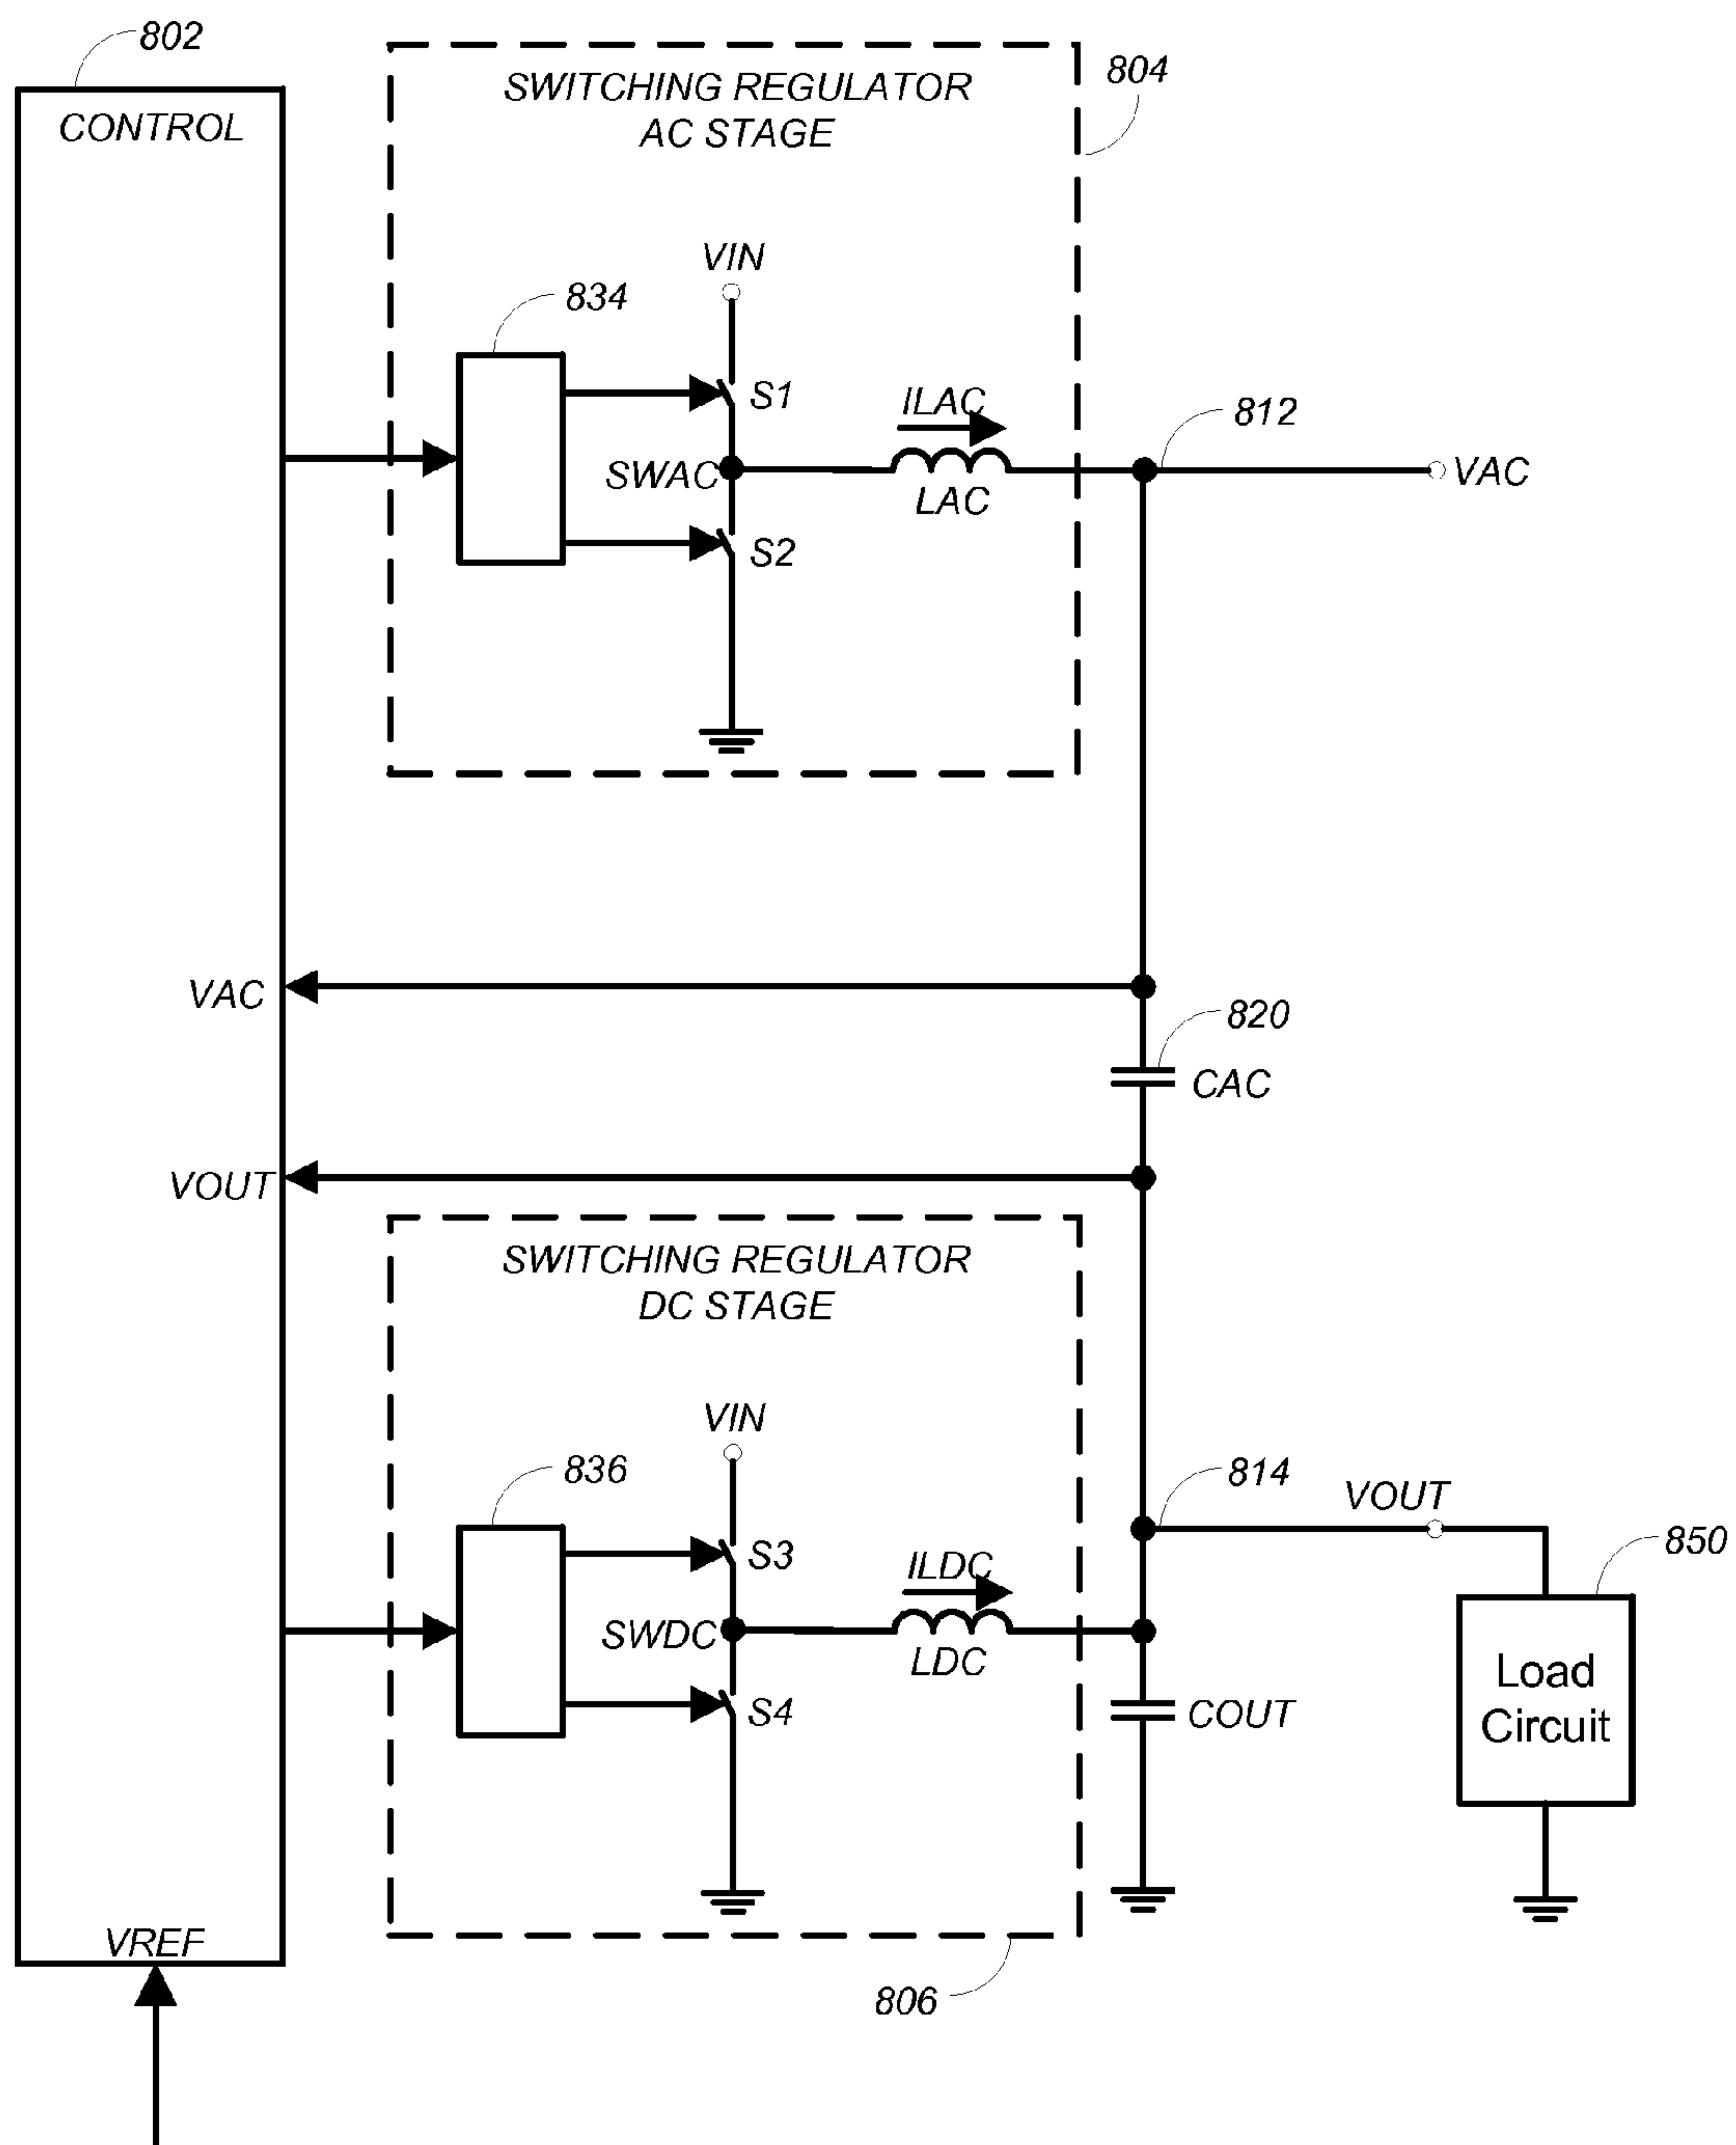 802
CONTROL
SWITCHING REGULATOR
AC STAGE
804
VIN
834
S1
ILAC
812
SWAC
LAC
VAC
S2
VAC
820
CAC
VOUT
SWITCHING REGULATOR
DC STAGE
VIN
836
814
VOUT
850
S3
ILDC
SWDC
LDC
Load
Circuit
S4
COUT
VREF
806